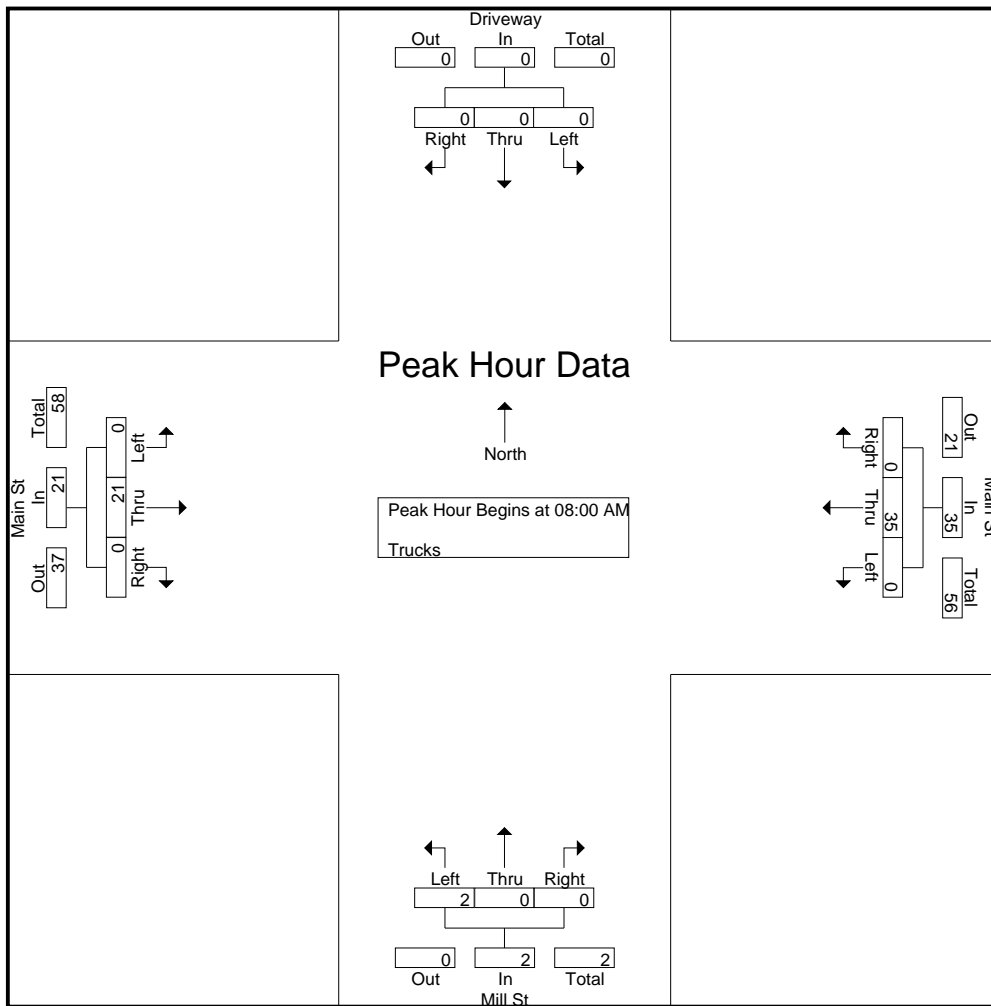 Driveway
Out In Total
0 0 0
0 0 0
Right Thru Left
Peak Hour Data
North
Peak Hour Begins at 08:00 AM
Trucks
Main St
Total In Out
58 21 37
0 21 0
Left Thru Right
Main St
Out In Total
21 35 56
Right Thru Left
0 35 0
Left Thru Right
2 0 0
0 2 2
Out In Total
Mill St